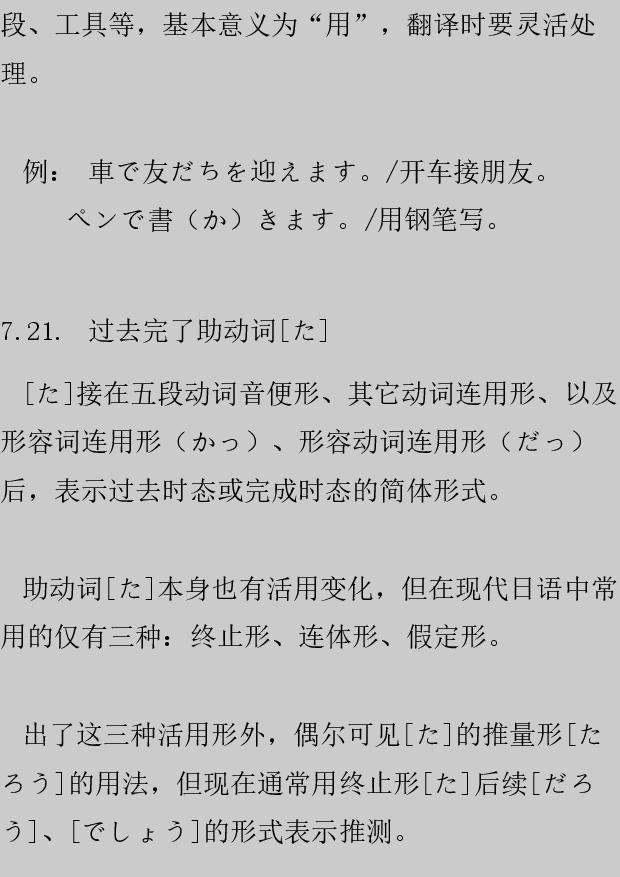 段、工具等，基本意义为“用”，翻译时要灵活处
理。
例： 車で友だちを迎えます。/开车接朋友。
ペンで書（か）きます。/用钢笔写。
7.21. 过去完了助动词[た]
[た]接在五段动词音便形、其它动词连用形、以及
形容词连用形（かっ）、形容动词连用形（だっ）
后，表示过去时态或完成时态的简体形式。
助动词[た]本身也有活用变化，但在现代日语中常
用的仅有三种：终止形、连体形、假定形。
出了这三种活用形外，偶尔可见[た]的推量形[た
ろう]的用法，但现在通常用终止形[た]后续[だろ
う]、[でしょう]的形式表示推测。